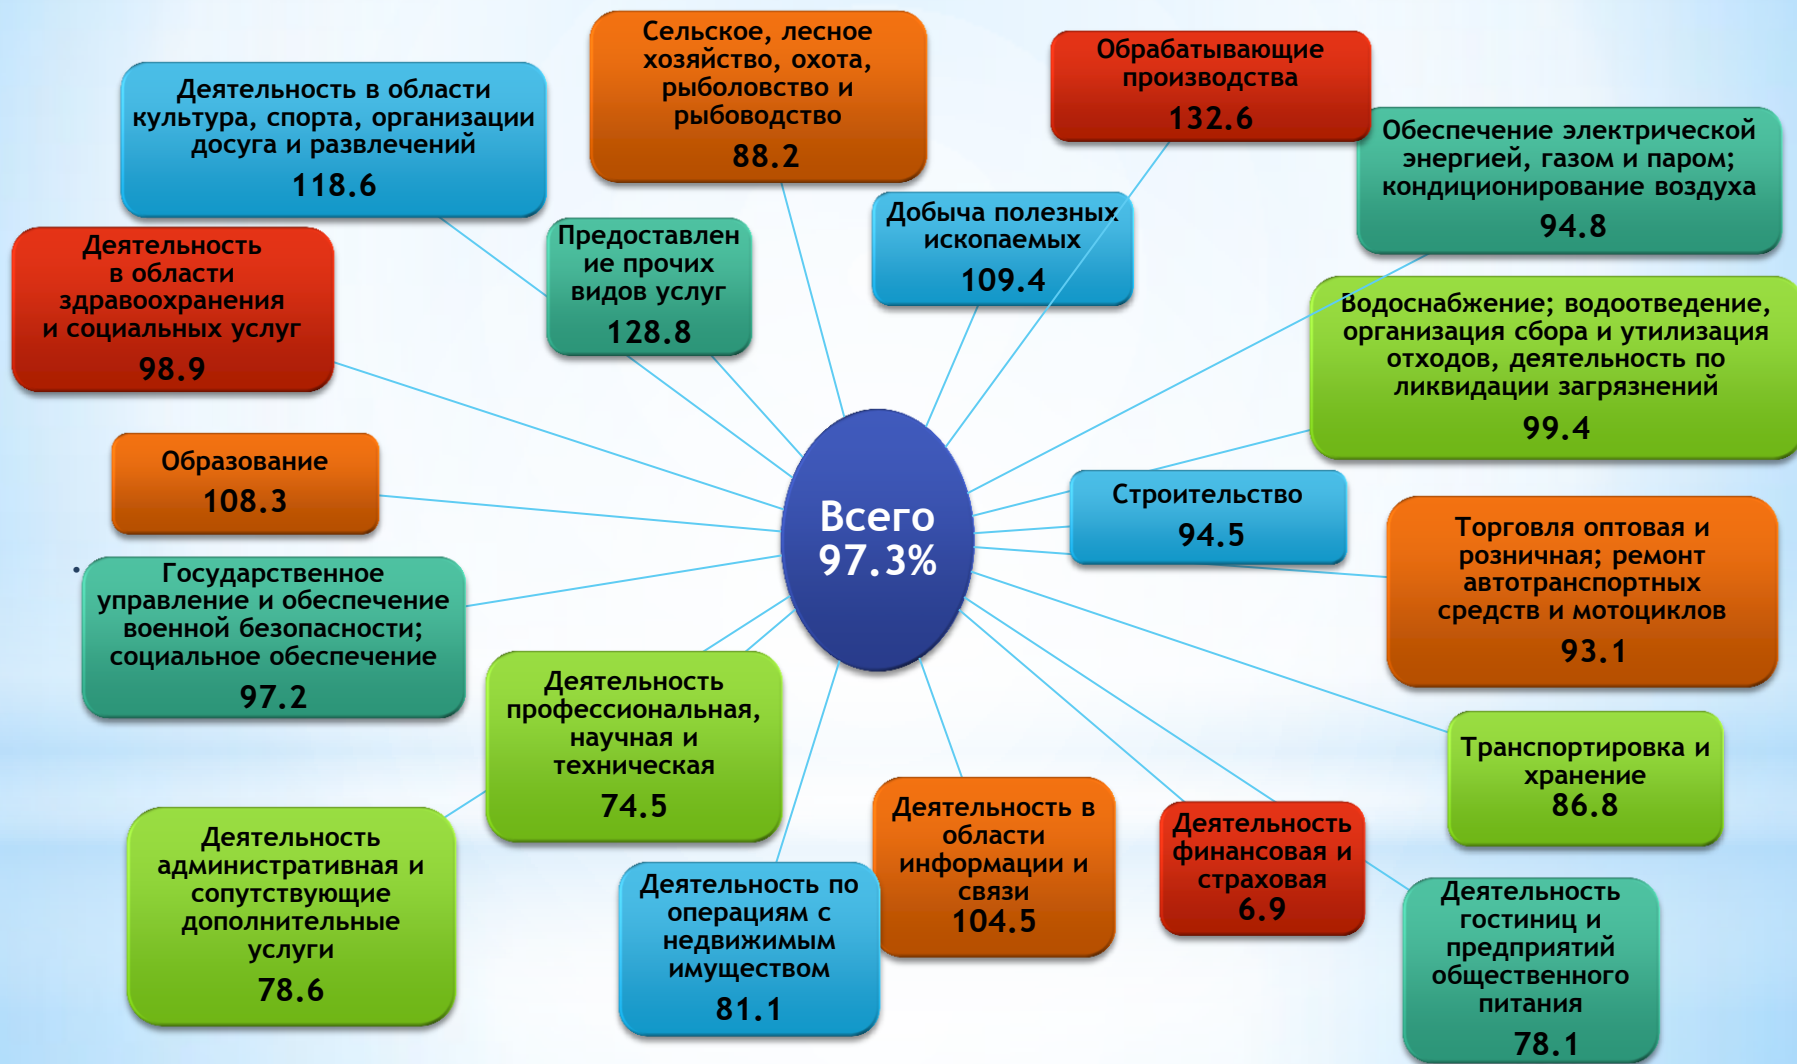 Сельское, лесное
хозяйство, охота,
рыболовство и
рыбоводство
88.2
Обрабатывающие
производства
132.6
Деятельность в области
культура, спорта, организации
досуга и развлечений
118.6
Обеспечение электрической
энергией, газом и паром;
кондиционирование воздуха
94.8
Добыча полезных
ископаемых
109.4
Предоставлен
ие прочих
видов услуг
128.8
Деятельность
в области
здравоохранения
и социальных услуг
98.9
Водоснабжение; водоотведение,
организация сбора и утилизация
отходов, деятельность по
ликвидации загрязнений
99.4
Образование
108.3
Всего
97.3%
Строительство
94.5
Торговля оптовая и
розничная; ремонт
автотранспортных
средств и мотоциклов
93.1
Государственное
управление и обеспечение
военной безопасности;
социальное обеспечение
97.2
Деятельность
профессиональная,
научная и
техническая
74.5
Транспортировка и
хранение
86.8
Деятельность
административная и
сопутствующие
дополнительные
услуги
78.6
Деятельность по
операциям с
недвижимым
имуществом
81.1
Деятельность в
области
информации и
связи
104.5
Деятельность
финансовая и
страховая
6.9
Деятельность
гостиниц и
предприятий
общественного
питания
78.1